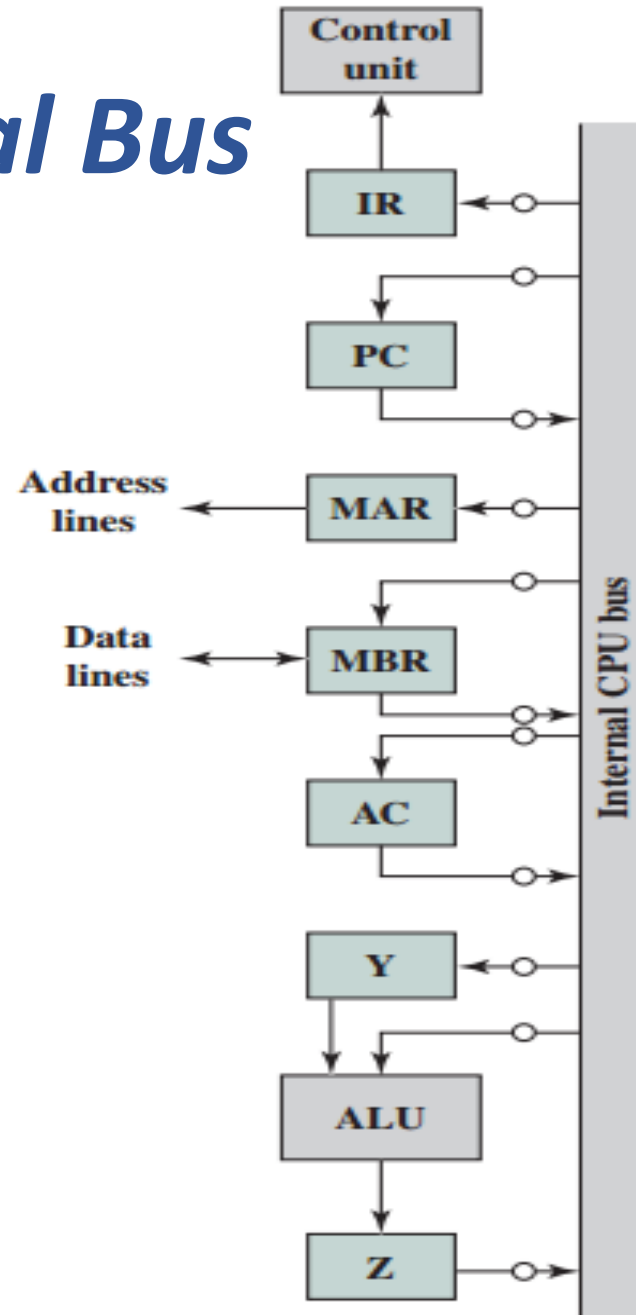 Control
unit
al Bus
IR
PC
Address
lines
MAR
Data
lines
MBR
Internal CPU bus
AC
Y
ALU
Z